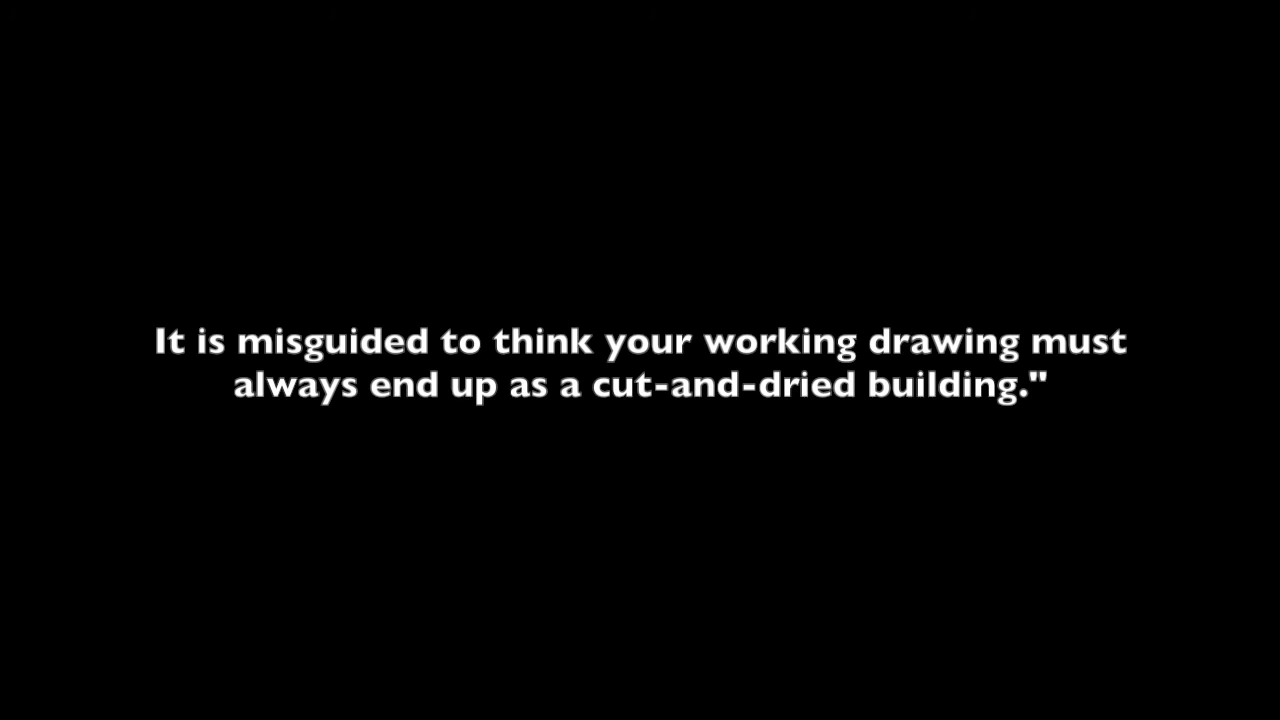 It is misguided to think your working drawing must
always end up as a cut-and-dried building."